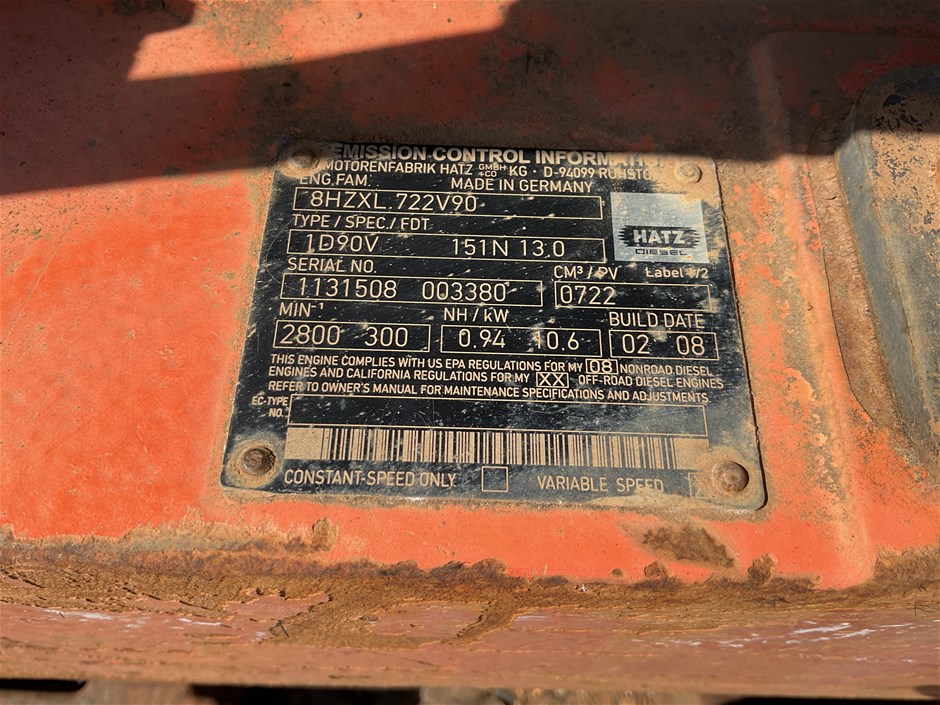 EMISSION CONTROL INFORMATION
MOTORENFABRIK HATZ GMBH+CO KG · D-94099
ENG.FAM. MADE IN GERMANY
8HZXL.722V90
TYPE / SPEC / FDT
HATZ
DIESEL
1D90V 151N 13.0
SERIAL NO. CM³ / PV Label 1/2
1131508 003380 0722
MIN⁻¹ NH / kW BUILD DATE
2800 300 0.94 10.6 02 08
THIS ENGINE COMPLIES WITH US EPA REGULATIONS FOR MY 08 NONROAD DIESEL
ENGINES AND CALIFORNIA REGULATIONS FOR MY XX OFF-ROAD DIESEL ENGINES
REFER TO OWNER'S MANUAL FOR MAINTENANCE SPECIFICATIONS AND ADJUSTMENTS
EC-TYPE
NO.:
CONSTANT-SPEED ONLY VARIABLE SPEED